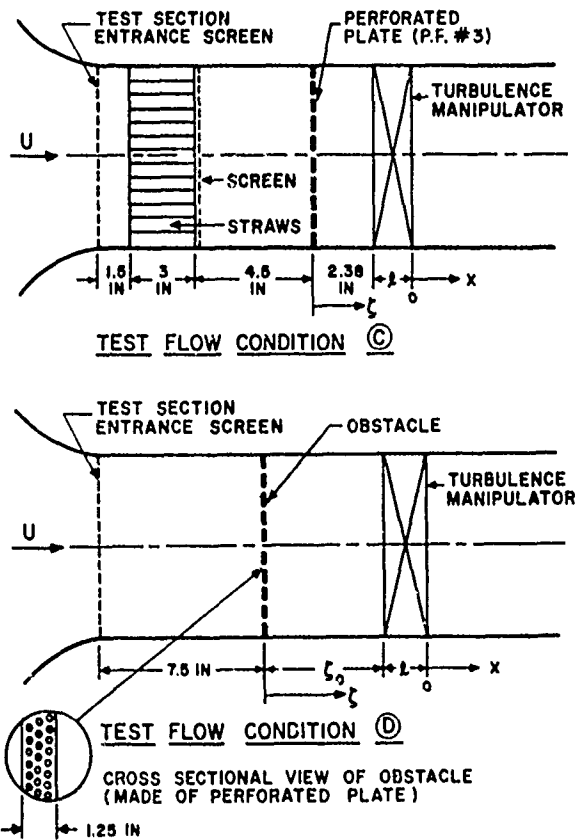 TEST SECTION
ENTRANCE SCREEN
PERFORATED
PLATE (P.F. #3)
TURBULENCE
MANIPULATOR
U
SCREEN
STRAWS
1.5
IN
3
IN
4.5
IN
2.38
IN
ℓ
0
x
ζ
TEST FLOW CONDITION Ⓒ
TEST SECTION
ENTRANCE SCREEN
OBSTACLE
TURBULENCE
MANIPULATOR
U
7.5 IN
ζ₀
ℓ
0
x
ζ
TEST FLOW CONDITION Ⓓ
CROSS SECTIONAL VIEW OF OBSTACLE
(MADE OF PERFORATED PLATE)
1.25 IN